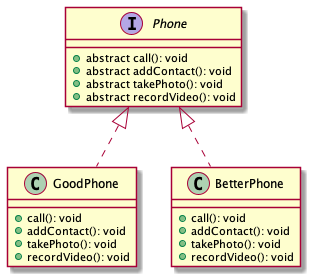 I Phone
abstract call(): void
abstract addContact(): void
abstract takePhoto(): void
abstract recordVideo(): void
C GoodPhone
call(): void
addContact(): void
takePhoto(): void
recordVideo(): void
C BetterPhone
call(): void
addContact(): void
takePhoto(): void
recordVideo(): void